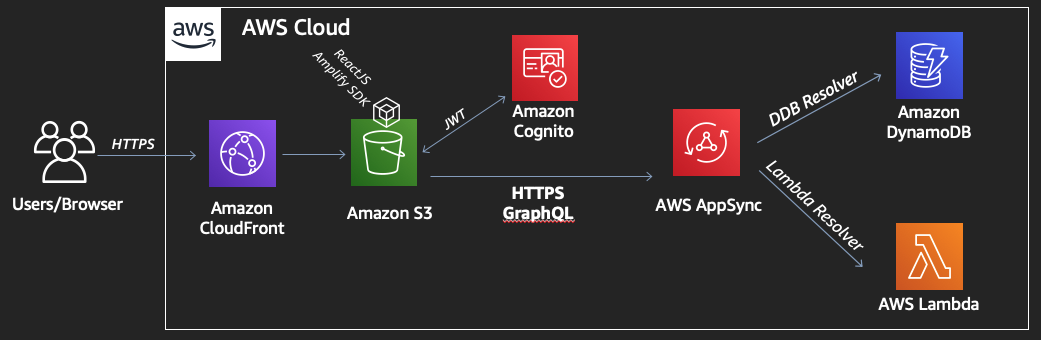 aws
AWS Cloud
ReactJS
Amplify SDK
HTTPS
Users/Browser
Amazon
CloudFront
Amazon S3
JWT
Amazon
Cognito
HTTPS
GraphQL
AWS AppSync
DDB Resolver
Lambda Resolver
Amazon
DynamoDB
AWS Lambda